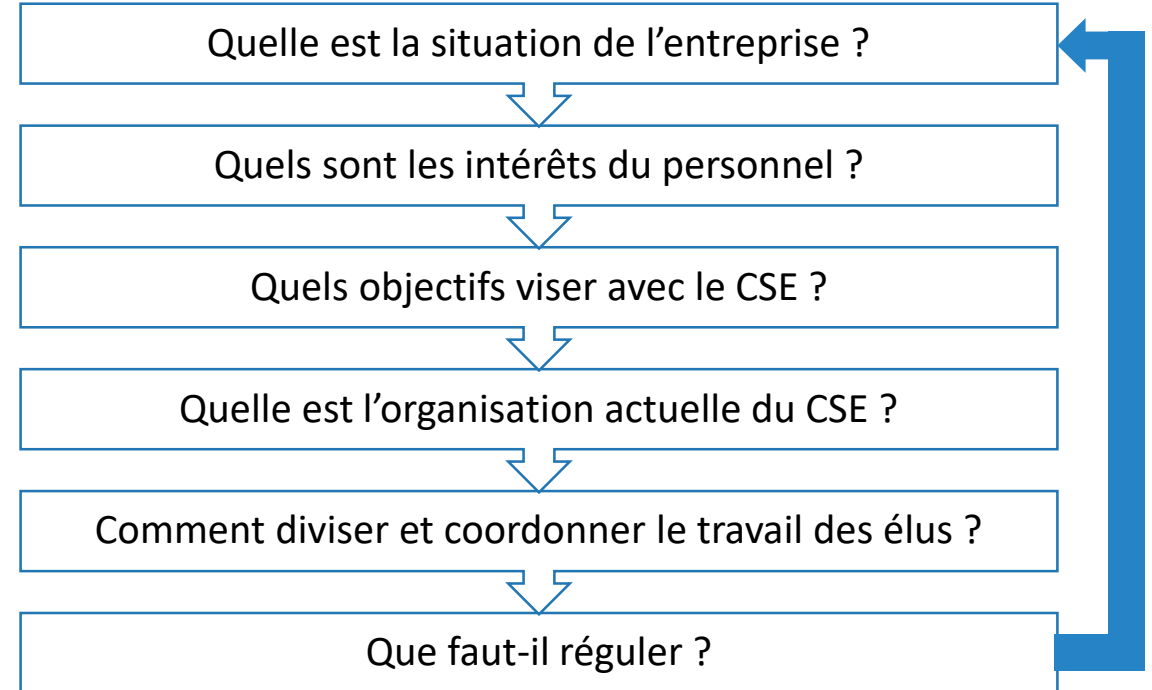 Quelle est la situation de l’entreprise ?
Quels sont les intérêts du personnel ?
Quels objectifs viser avec le CSE ?
Quelle est l’organisation actuelle du CSE ?
Comment diviser et coordonner le travail des élus ?
Que faut-il réguler ?